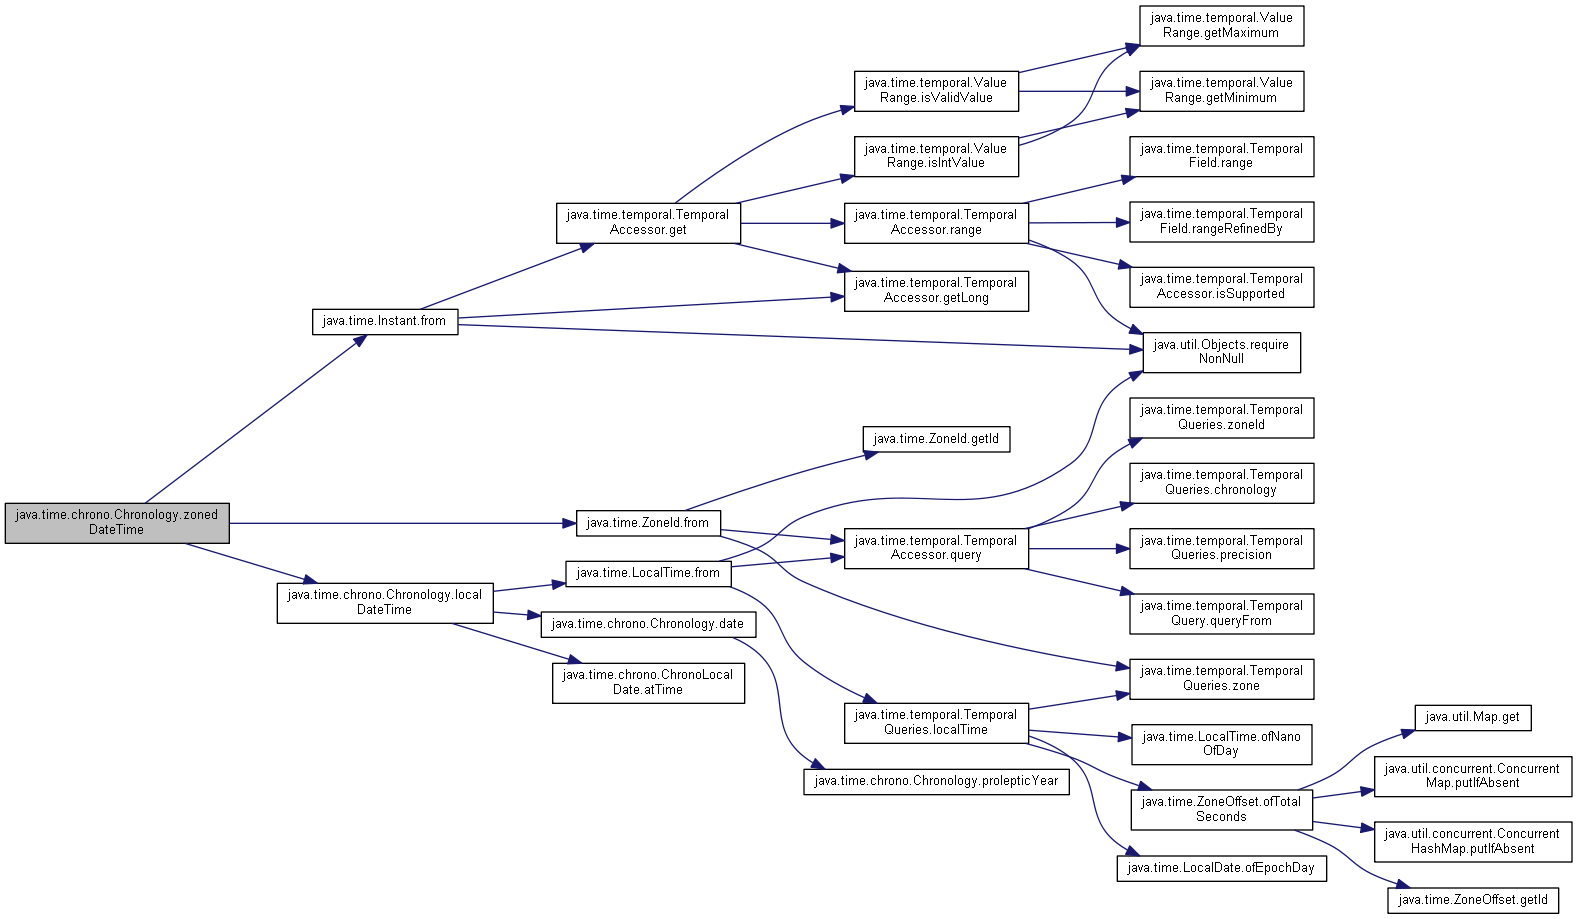 java.time.temporal.Value
Range.getMaximum
java.time.temporal.Value
Range.isValidValue
java.time.temporal.Value
Range.getMinimum
java.time.temporal.Value
Range.isIntValue
java.time.temporal.Temporal
Field.range
java.time.temporal.Temporal
Accessor.get
java.time.temporal.Temporal
Accessor.range
java.time.temporal.Temporal
Field.rangeRefinedBy
java.time.temporal.Temporal
Accessor.getLong
java.time.temporal.Temporal
Accessor.isSupported
java.time.Instant.from
java.util.Objects.require
NonNull
java.time.temporal.Temporal
Queries.zoneId
java.time.ZoneId.getId
java.time.temporal.Temporal
Queries.chronology
java.time.chrono.Chronology.zoned
DateTime
java.time.ZoneId.from
java.time.temporal.Temporal
Accessor.query
java.time.temporal.Temporal
Queries.precision
java.time.LocalTime.from
java.time.chrono.Chronology.local
DateTime
java.time.temporal.Temporal
Query.queryFrom
java.time.chrono.Chronology.date
java.time.chrono.ChronoLocal
Date.atTime
java.time.temporal.Temporal
Queries.zone
java.time.temporal.Temporal
Queries.localTime
java.util.Map.get
java.time.LocalTime.ofNano
OfDay
java.time.chrono.Chronology.prolepticYear
java.util.concurrent.Concurrent
Map.putIfAbsent
java.time.ZoneOffset.ofTotal
Seconds
java.util.concurrent.Concurrent
HashMap.putIfAbsent
java.time.LocalDate.ofEpochDay
java.time.ZoneOffset.getId